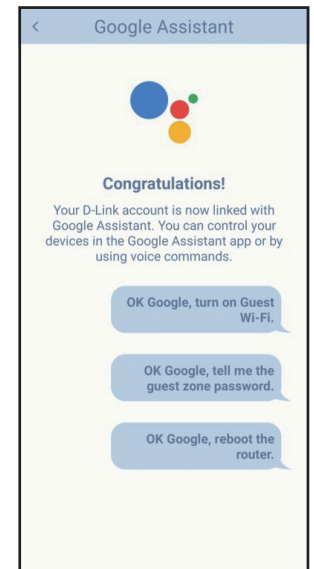 Google Assistant
Congratulations!
Your D-Link account is now linked with
Google Assistant. You can control your
devices in the Google Assistant app or by
using voice commands.
OK Google, turn on Guest
Wi-Fi.
OK Google, tell me the
guest zone password.
OK Google, reboot the
router.